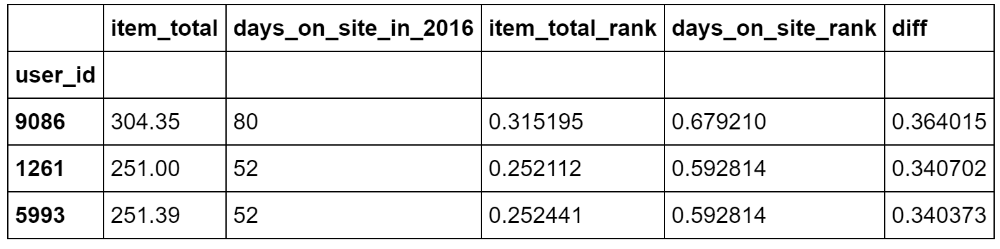 item_total days_on_site_in_2016 item_total_rank days_on_site_rank diff
user_id
9086 304.35 80 0.315195 0.679210 0.364015
1261 251.00 52 0.252112 0.592814 0.340702
5993 251.39 52 0.252441 0.592814 0.340373